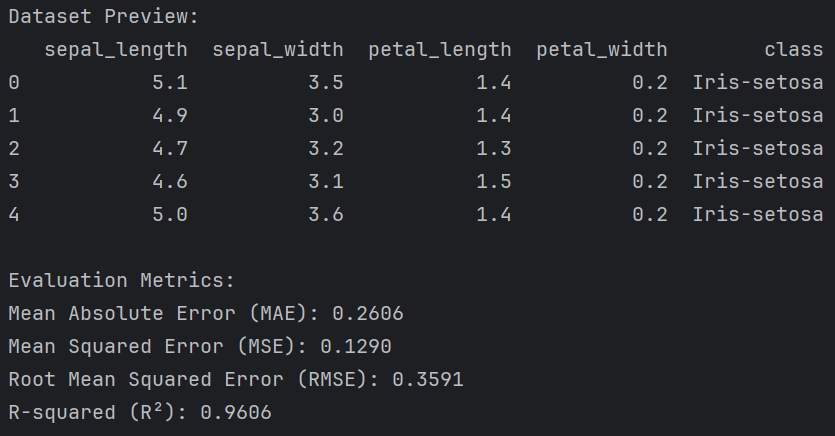 Dataset Preview:
   sepal_length  sepal_width  petal_length  petal_width        class
0           5.1          3.5           1.4          0.2  Iris-setosa
1           4.9          3.0           1.4          0.2  Iris-setosa
2           4.7          3.2           1.3          0.2  Iris-setosa
3           4.6          3.1           1.5          0.2  Iris-setosa
4           5.0          3.6           1.4          0.2  Iris-setosa

Evaluation Metrics:
Mean Absolute Error (MAE): 0.2606
Mean Squared Error (MSE): 0.1290
Root Mean Squared Error (RMSE): 0.3591
R-squared (R²): 0.9606